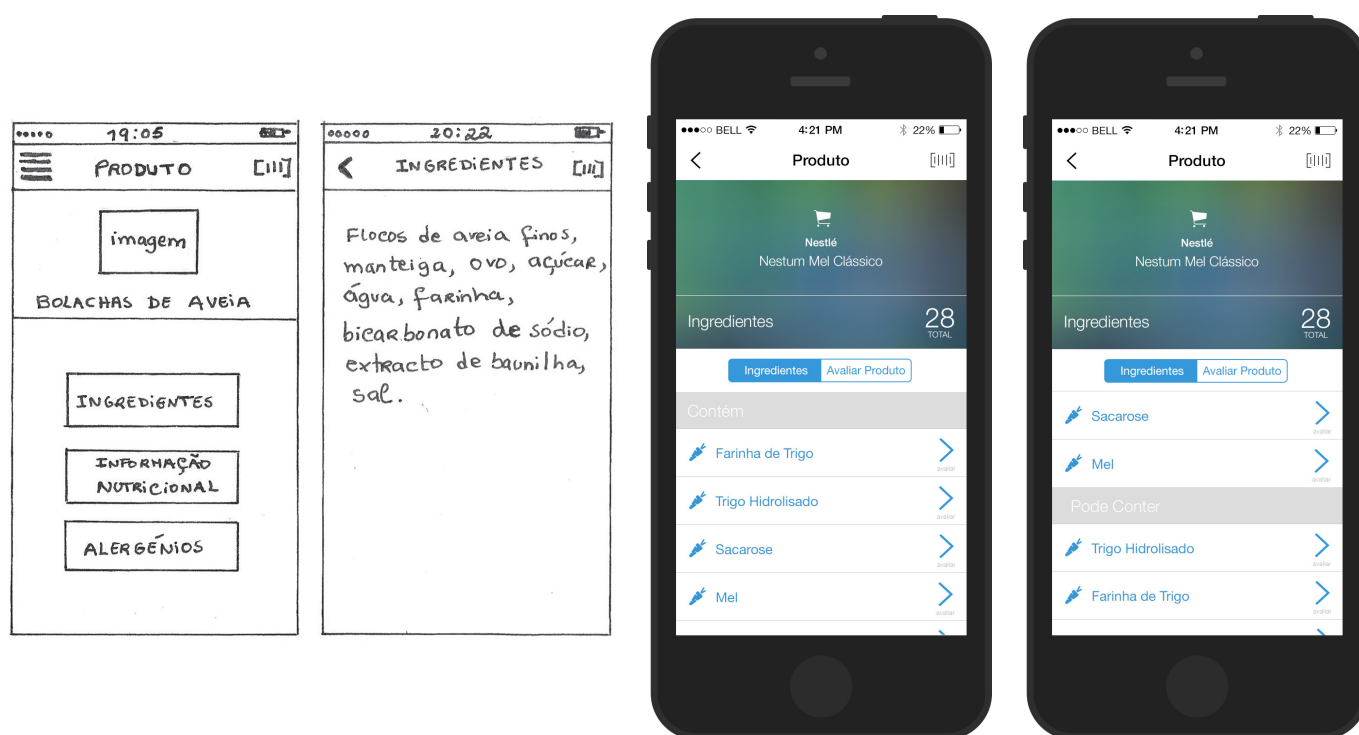 19:05
PRODUTO
imagem
BOLACHAS DE AVEIA
INGREDIENTES
INFORMAÇÃO
NUTRICIONAL
ALERGÉNIOS
20:22
INGREDIENTES
Flocos de aveia finos,
manteiga, ovo, açúcar,
água, farinha,
bicarbonato de sódio,
extracto de baunilha,
sal.
BELL 4:21 PM 22%
Produto
Nestlé
Nestum Mel Clássico
Ingredientes 28
TOTAL
Ingredientes Avaliar Produto
Contém
Farinha de Trigo
avaliar
Trigo Hidrolisado
avaliar
Sacarose
avaliar
Mel
avaliar
BELL 4:21 PM 22%
Produto
Nestlé
Nestum Mel Clássico
Ingredientes 28
TOTAL
Ingredientes Avaliar Produto
Sacarose
avaliar
Mel
avaliar
Pode Conter
Trigo Hidrolisado
avaliar
Farinha de Trigo
avaliar